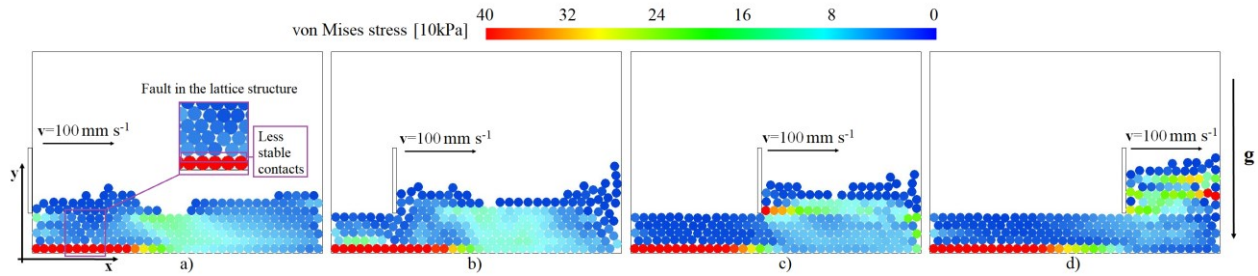 von Mises stress [10kPa] 40 32 24 16 8 0
Fault in the lattice structure
Less
stable
contacts
v=100 mm s⁻¹
v=100 mm s⁻¹
v=100 mm s⁻¹
v=100 mm s⁻¹
g
y
x
a) b) c) d)